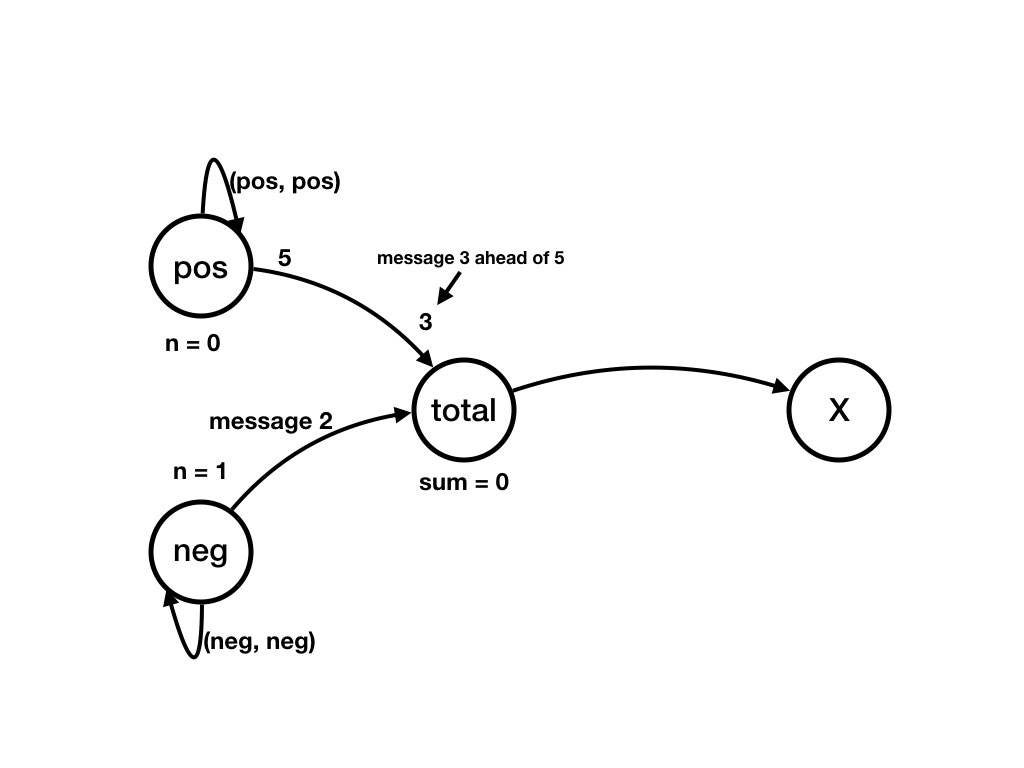 (pos, pos)
pos
5
message 3 ahead of 5
3
n = 0
total
X
message 2
n = 1
sum = 0
neg
(neg, neg)